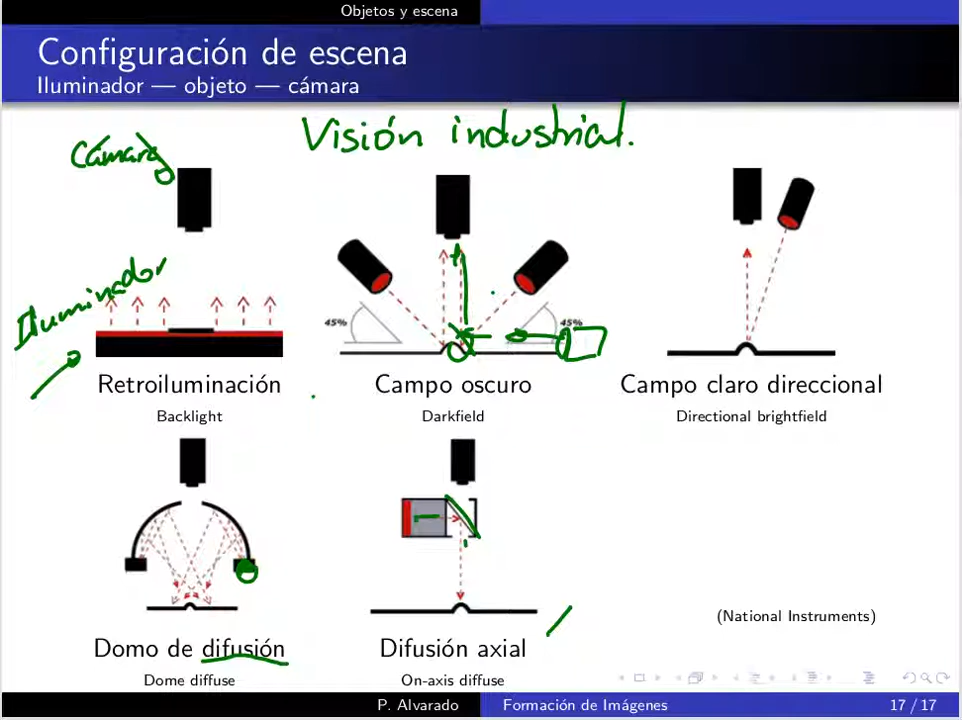 Objetos y escena
Configuración de escena
Iluminador — objeto — cámara
Visión industrial.
Cámara
Iluminador
45%
45%
Retroiluminación
Backlight
Campo oscuro
Darkfield
Campo claro direccional
Directional brightfield
Domo de difusión
Dome diffuse
Difusión axial
On-axis diffuse
(National Instruments)
P. Alvarado
Formación de Imágenes
17 / 17